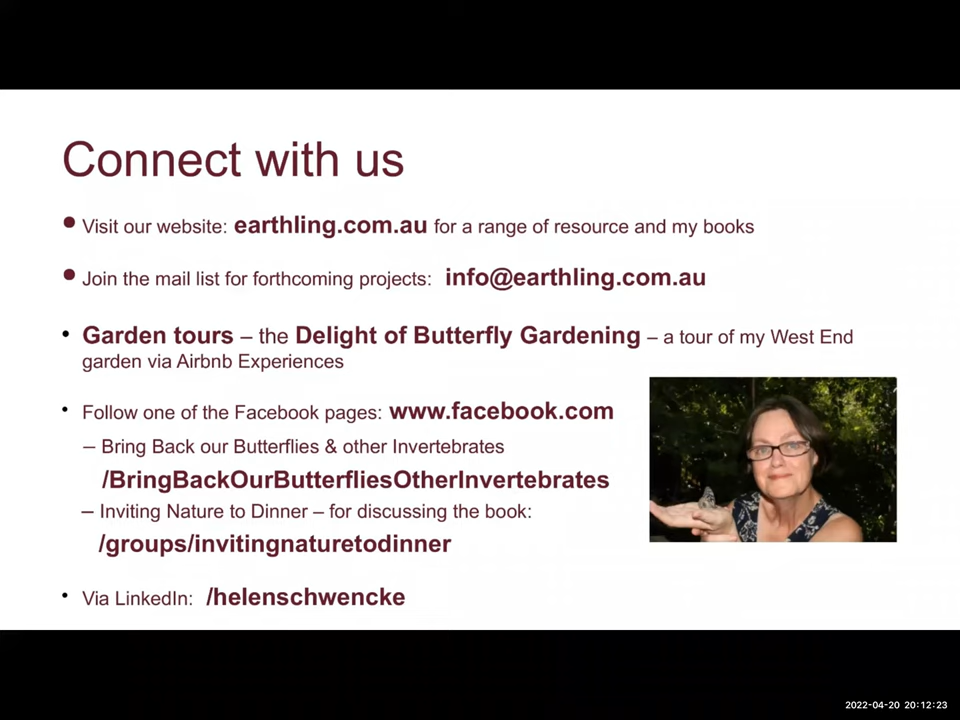 Connect with us
• Visit our website: earthling.com.au for a range of resource and my books
• Join the mail list for forthcoming projects: info@earthling.com.au
• Garden tours – the Delight of Butterfly Gardening – a tour of my West End
garden via Airbnb Experiences
• Follow one of the Facebook pages: www.facebook.com
– Bring Back our Butterflies & other Invertebrates
/BringBackOurButterfliesOtherInvertebrates
– Inviting Nature to Dinner – for discussing the book:
/groups/invitingnaturetodinner
• Via LinkedIn: /helenschwencke
2022-04-20 20:12:23